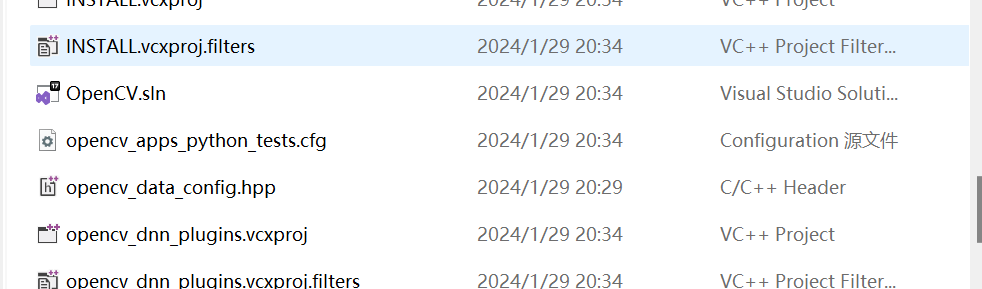 INSTALL.vcxproj 2024/1/29 20:34 VC++ Project
INSTALL.vcxproj.filters 2024/1/29 20:34 VC++ Project Filter...
OpenCV.sln 2024/1/29 20:34 Visual Studio Soluti...
opencv_apps_python_tests.cfg 2024/1/29 20:34 Configuration 源文件
opencv_data_config.hpp 2024/1/29 20:29 C/C++ Header
opencv_dnn_plugins.vcxproj 2024/1/29 20:34 VC++ Project
opencv_dnn_plugins.vcxproj.filters 2024/1/29 20:34 VC++ Project Filter...